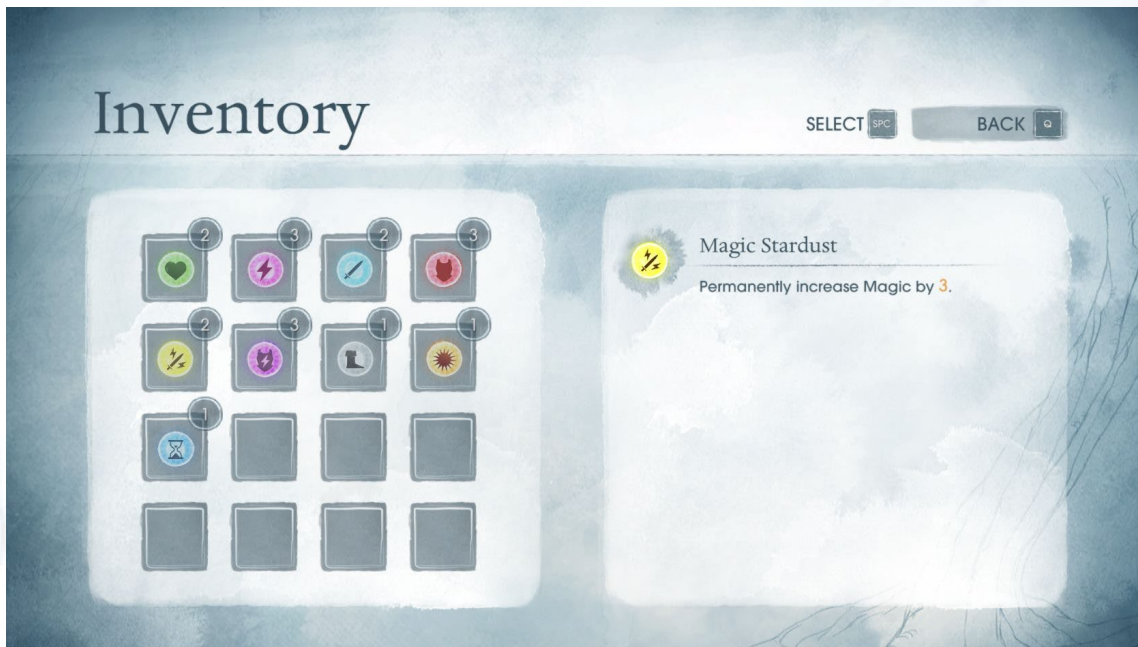 Inventory
SELECT SPC BACK Q
2 3 2 3
2 3 1 1
1
Magic Stardust
Permanently increase Magic by 3.